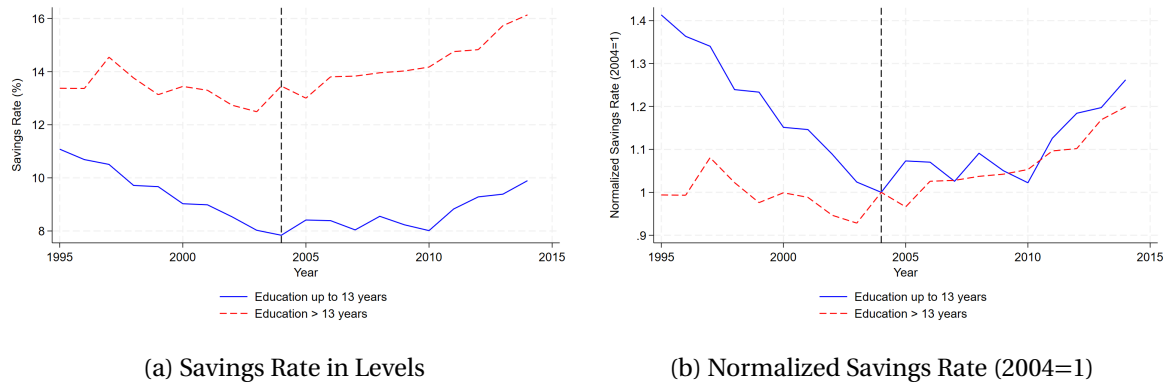 16
14
12
10
8
Savings Rate (%)
1995
2000
2005
2010
2015
Year
Education up to 13 years
Education > 13 years
(a) Savings Rate in Levels
1.4
1.3
1.2
1.1
1
.9
Normalized Savings Rate (2004=1)
1995
2000
2005
2010
2015
Year
Education up to 13 years
Education > 13 years
(b) Normalized Savings Rate (2004=1)